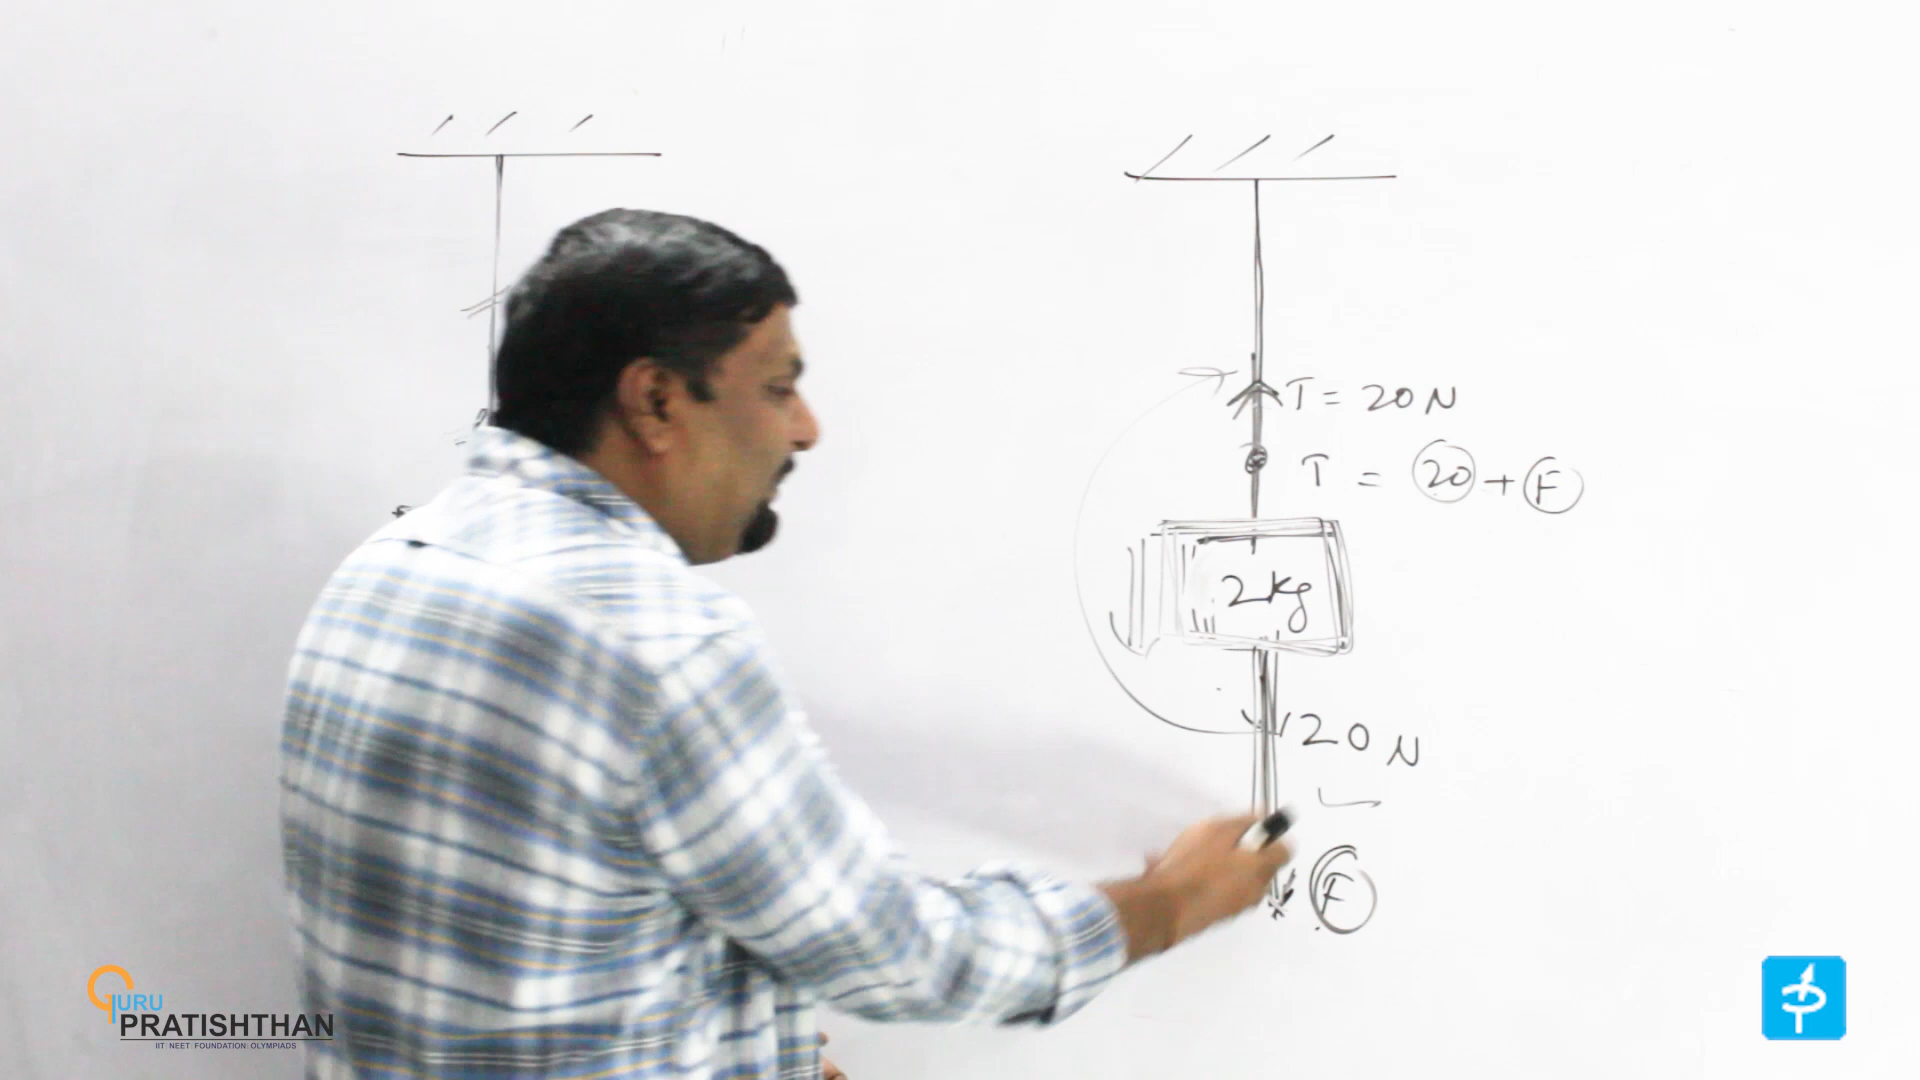 T = 20 N
T = 20 + F
2kg
20 N
F
GURU
PRATISHTHAN
IIT NEET FOUNDATION OLYMPIADS